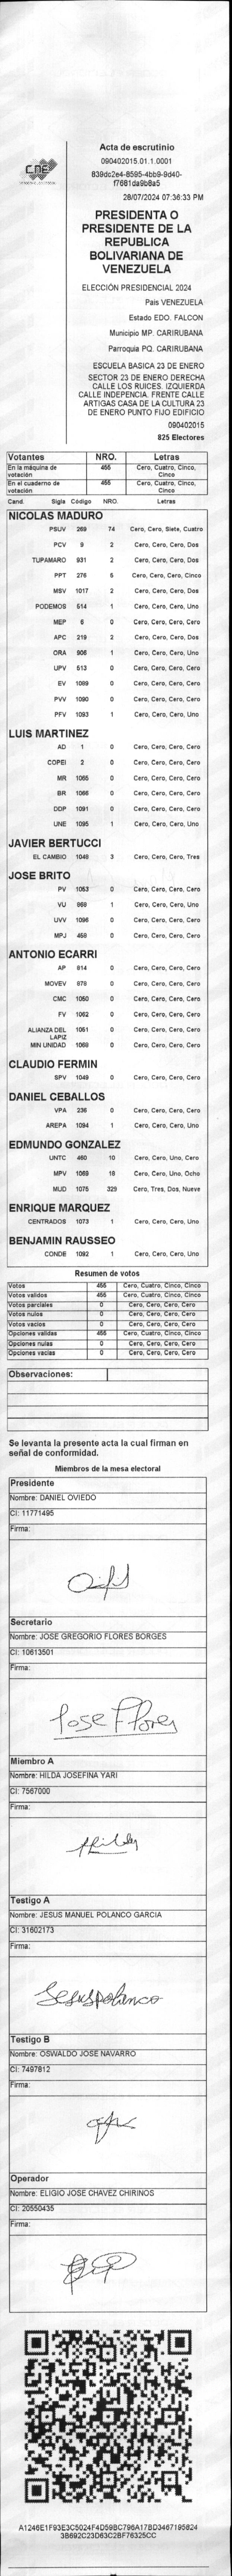 CNE
Acta de escrutinio
090402015.01.1.0001
839dc2e4-8595-4bb9-9d40-
f7681da9b8a5
28/07/2024 07:36:33 PM
PRESIDENTA O
PRESIDENTE DE LA
REPUBLICA
BOLIVARIANA DE
VENEZUELA
ELECCIÓN PRESIDENCIAL 2024
Pais VENEZUELA
Estado EDO. FALCON
Municipio MP. CARIRUBANA
Parroquia PQ. CARIRUBANA
ESCUELA BASICA 23 DE ENERO
SECTOR 23 DE ENERO DERECHA
CALLE LOS RUICES. IZQUIERDA
CALLE INDEPENCIA. FRENTE CALLE
ARTIGAS CASA DE LA CULTURA 23
DE ENERO PUNTO FIJO EDIFICIO
090402015
825 Electores
Votantes NRO. Letras
En la máquina de votación 455 Cero, Cuatro, Cinco, Cinco
En el cuaderno de votación 455 Cero, Cuatro, Cinco, Cinco
Cand. Sigla Código NRO. Letras
NICOLAS MADURO
PSUV 269 74 Cero, Cero, Siete, Cuatro
PCV 9 2 Cero, Cero, Cero, Dos
TUPAMARO 931 2 Cero, Cero, Cero, Dos
PPT 276 5 Cero, Cero, Cero, Cinco
MSV 1017 2 Cero, Cero, Cero, Dos
PODEMOS 514 1 Cero, Cero, Cero, Uno
MEP 6 0 Cero, Cero, Cero, Cero
APC 219 2 Cero, Cero, Cero, Dos
ORA 906 1 Cero, Cero, Cero, Uno
UPV 513 0 Cero, Cero, Cero, Cero
EV 1089 0 Cero, Cero, Cero, Cero
PVV 1090 0 Cero, Cero, Cero, Cero
PFV 1093 1 Cero, Cero, Cero, Uno
LUIS MARTINEZ
AD 1 0 Cero, Cero, Cero, Cero
COPEI 2 0 Cero, Cero, Cero, Cero
MR 1065 0 Cero, Cero, Cero, Cero
BR 1066 0 Cero, Cero, Cero, Cero
DDP 1091 0 Cero, Cero, Cero, Cero
UNE 1095 1 Cero, Cero, Cero, Uno
JAVIER BERTUCCI
EL CAMBIO 1048 3 Cero, Cero, Cero, Tres
JOSE BRITO
PV 1053 0 Cero, Cero, Cero, Cero
VU 868 1 Cero, Cero, Cero, Uno
UVV 1096 0 Cero, Cero, Cero, Cero
MPJ 458 0 Cero, Cero, Cero, Cero
ANTONIO ECARRI
AP 814 0 Cero, Cero, Cero, Cero
MOVEV 978 0 Cero, Cero, Cero, Cero
CMC 1050 0 Cero, Cero, Cero, Cero
FV 1052 0 Cero, Cero, Cero, Cero
ALIANZA DEL LAPIZ 1051 0 Cero, Cero, Cero, Cero
MIN UNIDAD 1069 0 Cero, Cero, Cero, Cero
CLAUDIO FERMIN
SPV 1049 0 Cero, Cero, Cero, Cero
DANIEL CEBALLOS
VPA 236 0 Cero, Cero, Cero, Cero
AREPA 1094 1 Cero, Cero, Cero, Uno
EDMUNDO GONZALEZ
UNTC 460 10 Cero, Cero, Uno, Cero
MPV 1059 18 Cero, Cero, Uno, Ocho
MUD 1075 329 Cero, Tres, Dos, Nueve
ENRIQUE MARQUEZ
CENTRADOS 1073 1 Cero, Cero, Cero, Uno
BENJAMIN RAUSSEO
CONDE 1092 1 Cero, Cero, Cero, Uno
Resumen de votos
Votos 455 Cero, Cuatro, Cinco, Cinco
Votos validos 455 Cero, Cuatro, Cinco, Cinco
Votos parciales 0 Cero, Cero, Cero, Cero
Votos nulos 0 Cero, Cero, Cero, Cero
Votos vacios 0 Cero, Cero, Cero, Cero
Opciones validas 455 Cero, Cuatro, Cinco, Cinco
Opciones nulas 0 Cero, Cero, Cero, Cero
Opciones vacias 0 Cero, Cero, Cero, Cero
Observaciones:
Se levanta la presente acta la cual firman en
señal de conformidad.
Miembros de la mesa electoral
Presidente
Nombre: DANIEL OVIEDO
CI: 11771495
Firma:
Secretario
Nombre: JOSE GREGORIO FLORES BORGES
CI: 10613501
Firma:
Jose Flores
Miembro A
Nombre: HILDA JOSEFINA YARI
CI: 7567000
Firma:
Hilda
Testigo A
Nombre: JESUS MANUEL POLANCO GARCIA
CI: 31602173
Firma:
Jesuspolanco
Testigo B
Nombre: OSWALDO JOSE NAVARRO
CI: 7497812
Firma:
Operador
Nombre: ELIGIO JOSE CHAVEZ CHIRINOS
CI: 20550435
Firma:
A1246E1F93E3C5024F4D59BC796A17BD3467195824
3B692C23D63C2BF76325CC